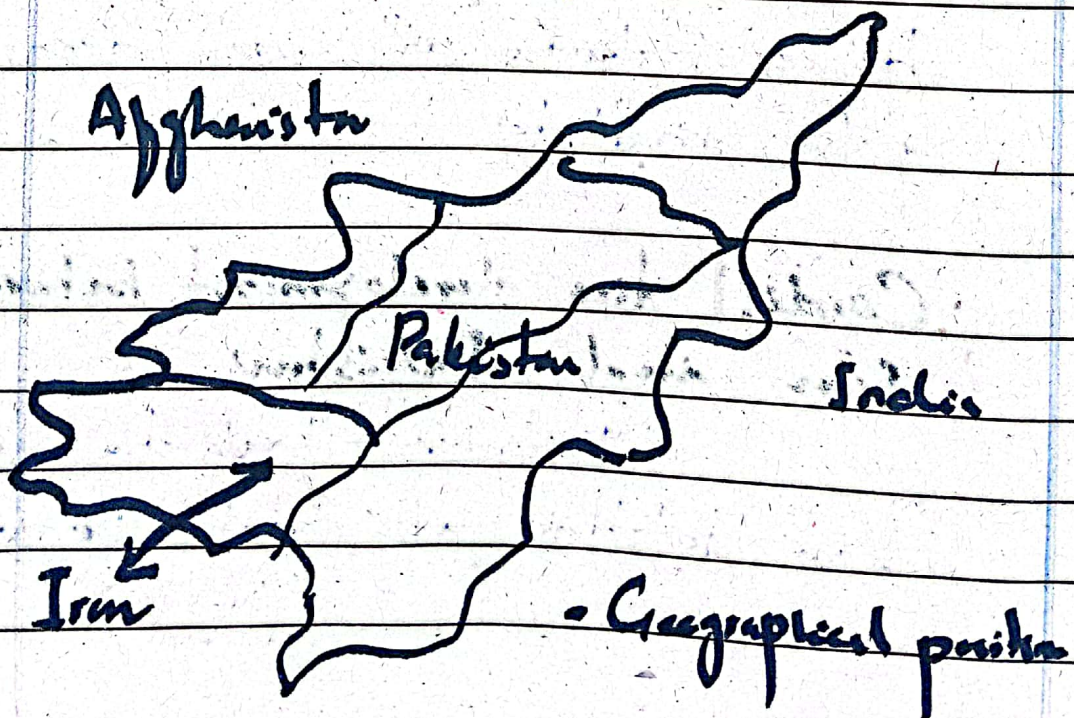 Afghanistan
Pakistan
India
Iran
• Geographical position